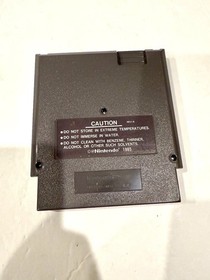 CAUTION
●DO NOT STORE IN EXTREME TEMPERATURES.
●DO NOT IMMERSE IN WATER.
●DO NOT CLEAN WITH BENZENE, THINNER,
ALCOHOL OR OTHER SUCH SOLVENTS.
©Nintendo® 1985